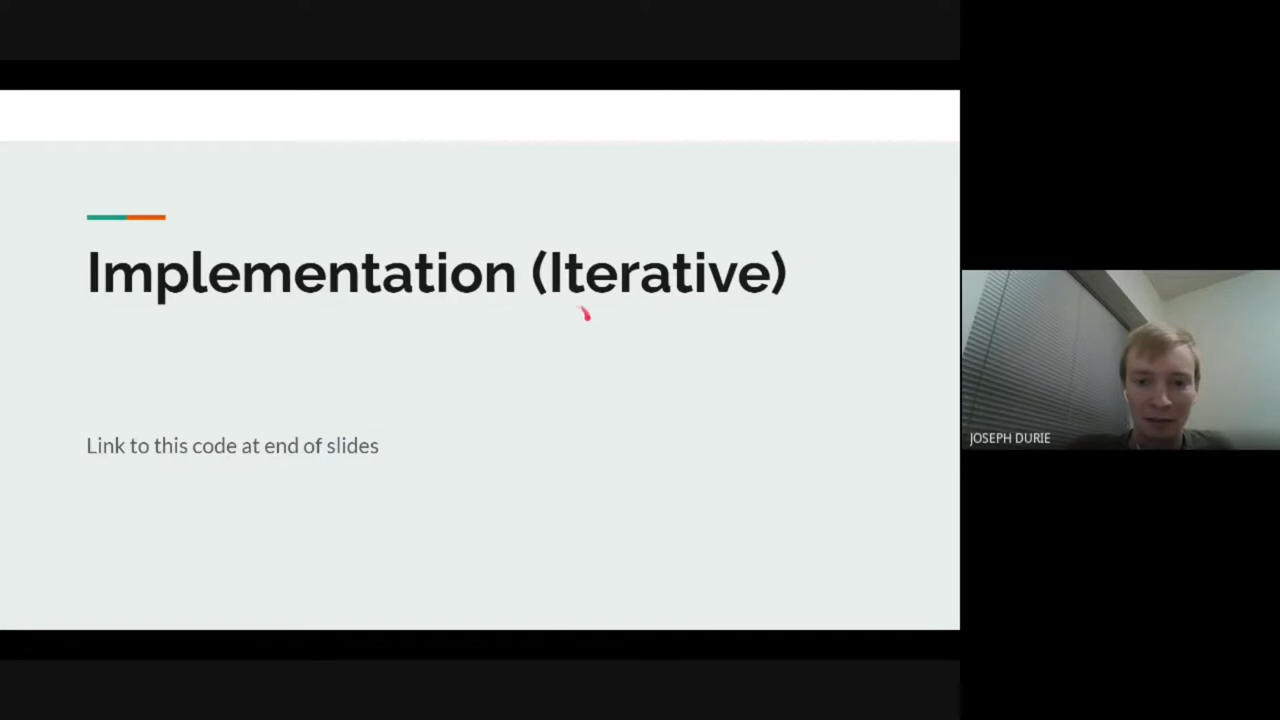 Implementation (Iterative)
Link to this code at end of slides
JOSEPH DURIE